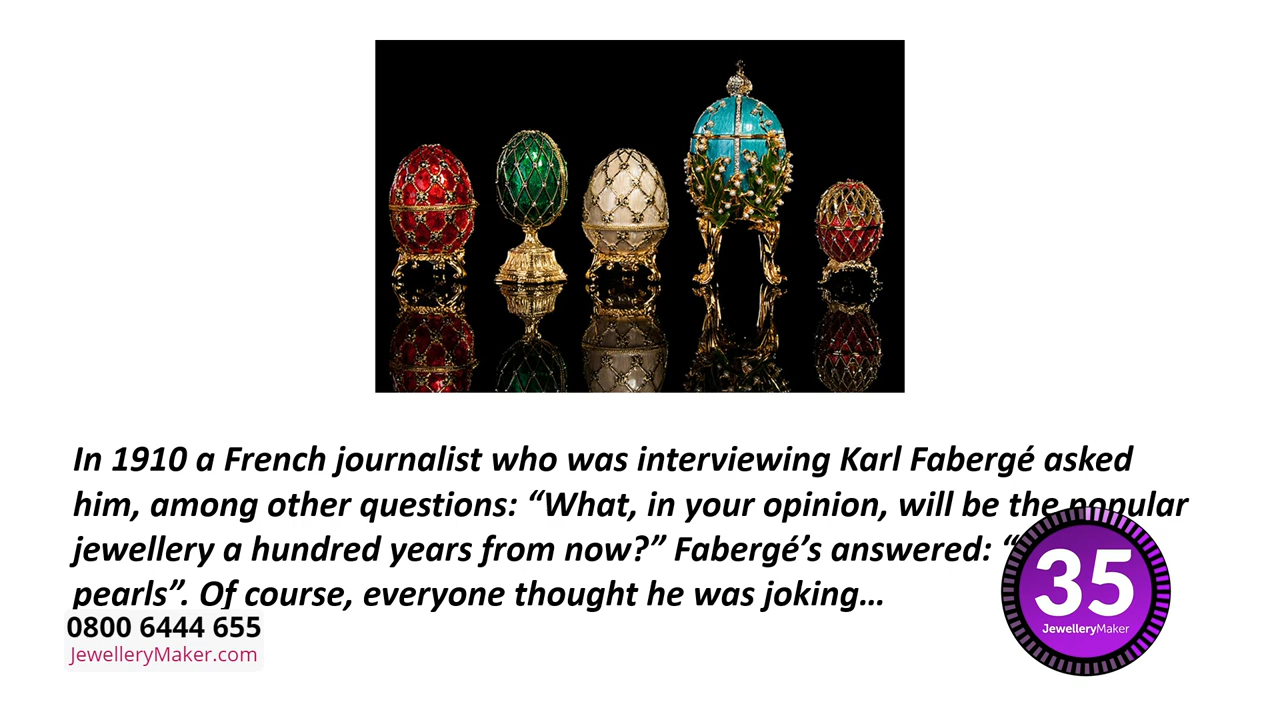 In 1910 a French journalist who was interviewing Karl Fabergé asked
him, among other questions: “What, in your opinion, will be the popular
jewellery a hundred years from now?” Fabergé’s answered: “
pearls”. Of course, everyone thought he was joking…
0800 6444 655
JewelleryMaker.com
35
JewelleryMaker